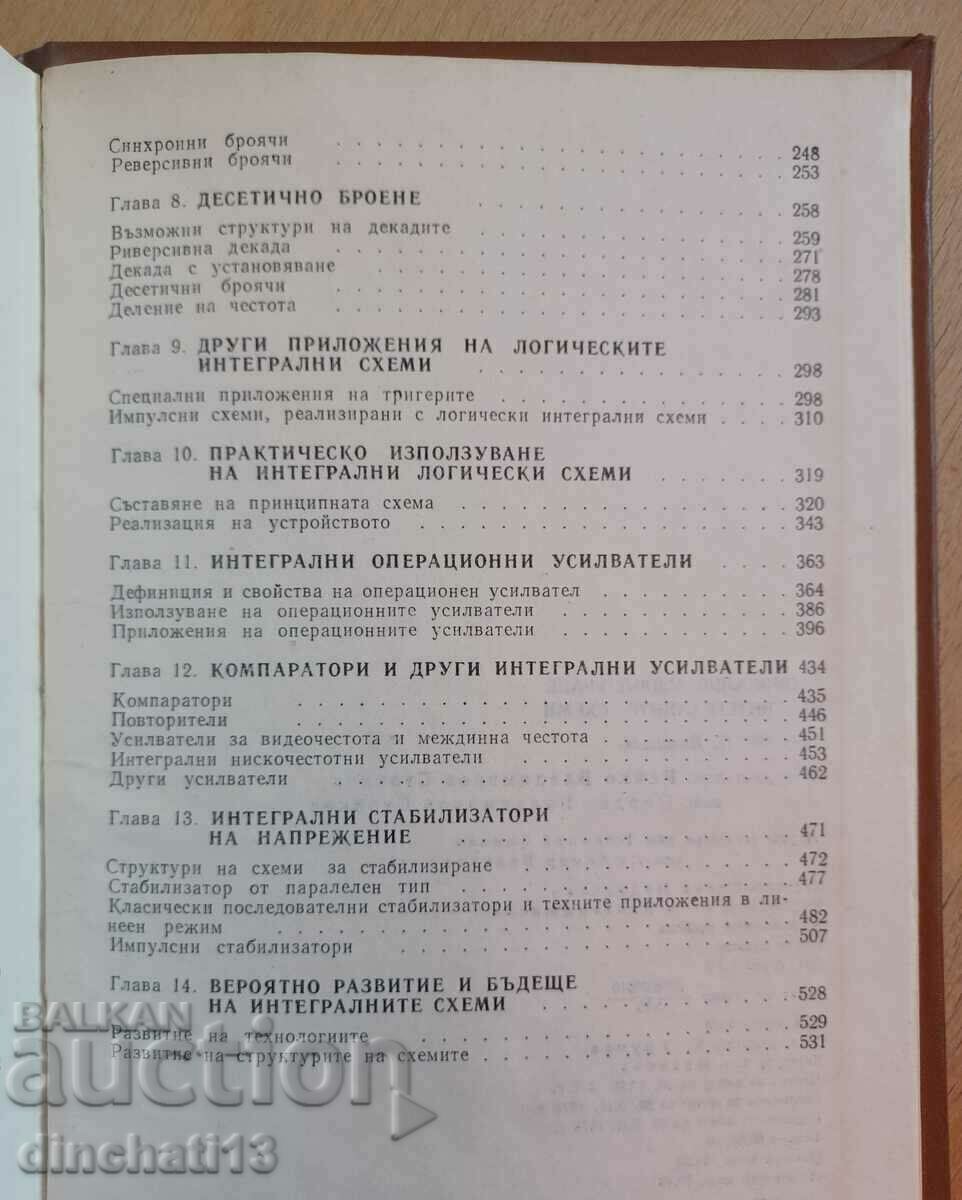 Синхронни броячи . . . 248
Реверсивни броячи . . . 253
Глава 8. ДЕСЕТИЧНО БРОЕНЕ . . . 258
Възможни структури на декадите . . . 259
Риверсивна декада . . . 271
Декада с установяване . . . 278
Десетични броячи . . . 281
Деление на честота . . . 293
Глава 9. ДРУГИ ПРИЛОЖЕНИЯ НА ЛОГИЧЕСКИТЕ
ИНТЕГРАЛНИ СХЕМИ . . . 298
Специални приложения на тригерите . . . 298
Импулсни схеми, реализирани с логически интегрални схеми . . . 310
Глава 10. ПРАКТИЧЕСКО ИЗПОЛЗУВАНЕ
НА ИНТЕГРАЛНИ ЛОГИЧЕСКИ СХЕМИ . . . 319
Съставяне на принципната схема . . . 320
Реализация на устройството . . . 343
Глава 11. ИНТЕГРАЛНИ ОПЕРАЦИОННИ УСИЛВАТЕЛИ . . . 363
Дефиниция и свойства на операционен усилвател . . . 364
Използуване на операционните усилватели . . . 386
Приложения на операционните усилватели . . . 396
Глава 12. КОМПАРАТОРИ И ДРУГИ ИНТЕГРАЛНИ УСИЛВАТЕЛИ 434
Компаратори . . . 435
Повторители . . . 446
Усилватели за видеочестота и междинна честота . . . 451
Интегрални нискочестотни усилватели . . . 453
Други усилватели . . . 462
Глава 13. ИНТЕГРАЛНИ СТАБИЛИЗАТОРИ
НА НАПРЕЖЕНИЕ . . . 471
Структури на схеми за стабилизиране . . . 472
Стабилизатор от паралелен тип . . . 477
Класически последователни стабилизатори и техните приложения в ли-
неен режим . . . 482
Импулсни стабилизатори . . . 507
Глава 14. ВЕРОЯТНО РАЗВИТИЕ И БЪДЕЩЕ
НА ИНТЕГРАЛНИТЕ СХЕМИ . . . 528
Развитие на технологиите . . . 529
Развитие на структурите на схемите . . . 531
BALKAN
auction
dinchati13